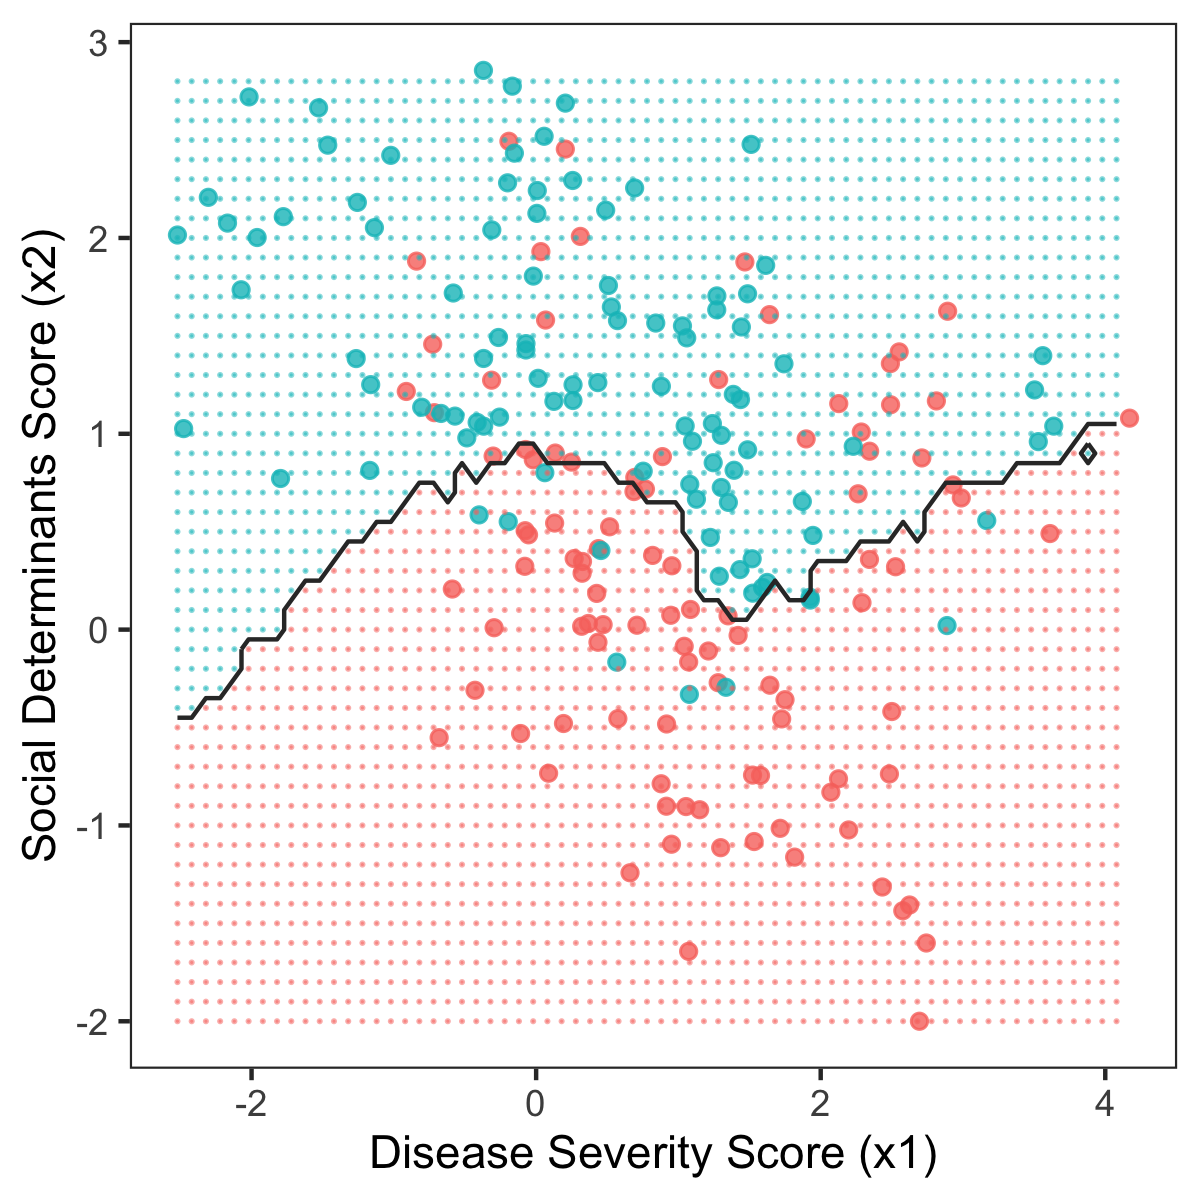 Social Determinants Score (x2)
3
2
1
0
-1
-2
-2 0 2 4
Disease Severity Score (x1)